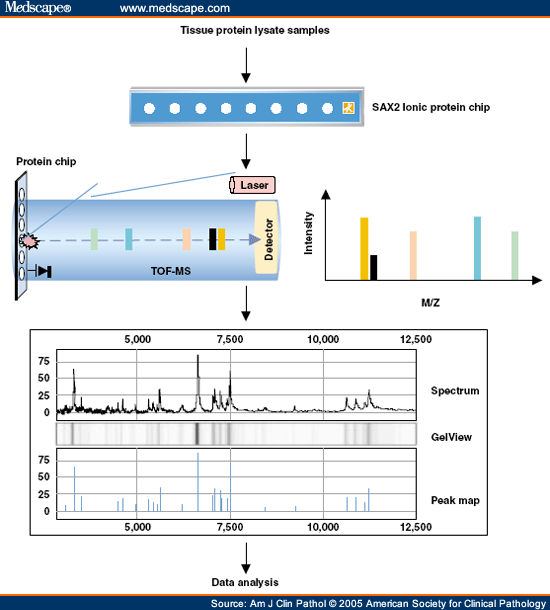 Medscape® www.medscape.com
Tissue protein lysate samples
SAX2 Ionic protein chip
Protein chip
Laser
Detector
TOF-MS
Intensity
M/Z
5,000 7,500 10,000 12,500
75
50
25
0
Spectrum
GelView
75
50
25
0
Peak map
5,000 7,500 10,000 12,500
Data analysis
Source: Am J Clin Pathol © 2005 American Society for Clinical Pathology